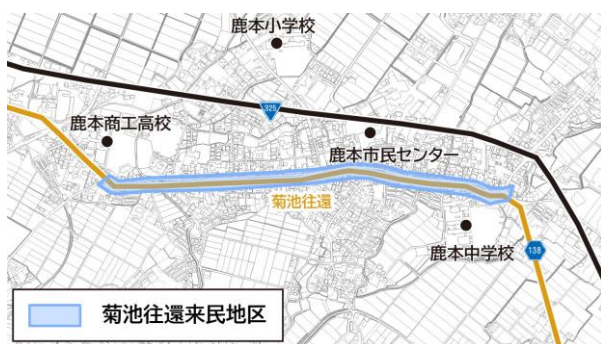 鹿本小学校
325
鹿本商工高校
鹿本市民センター
菊池往還
鹿本中学校
138
菊池往還来民地区